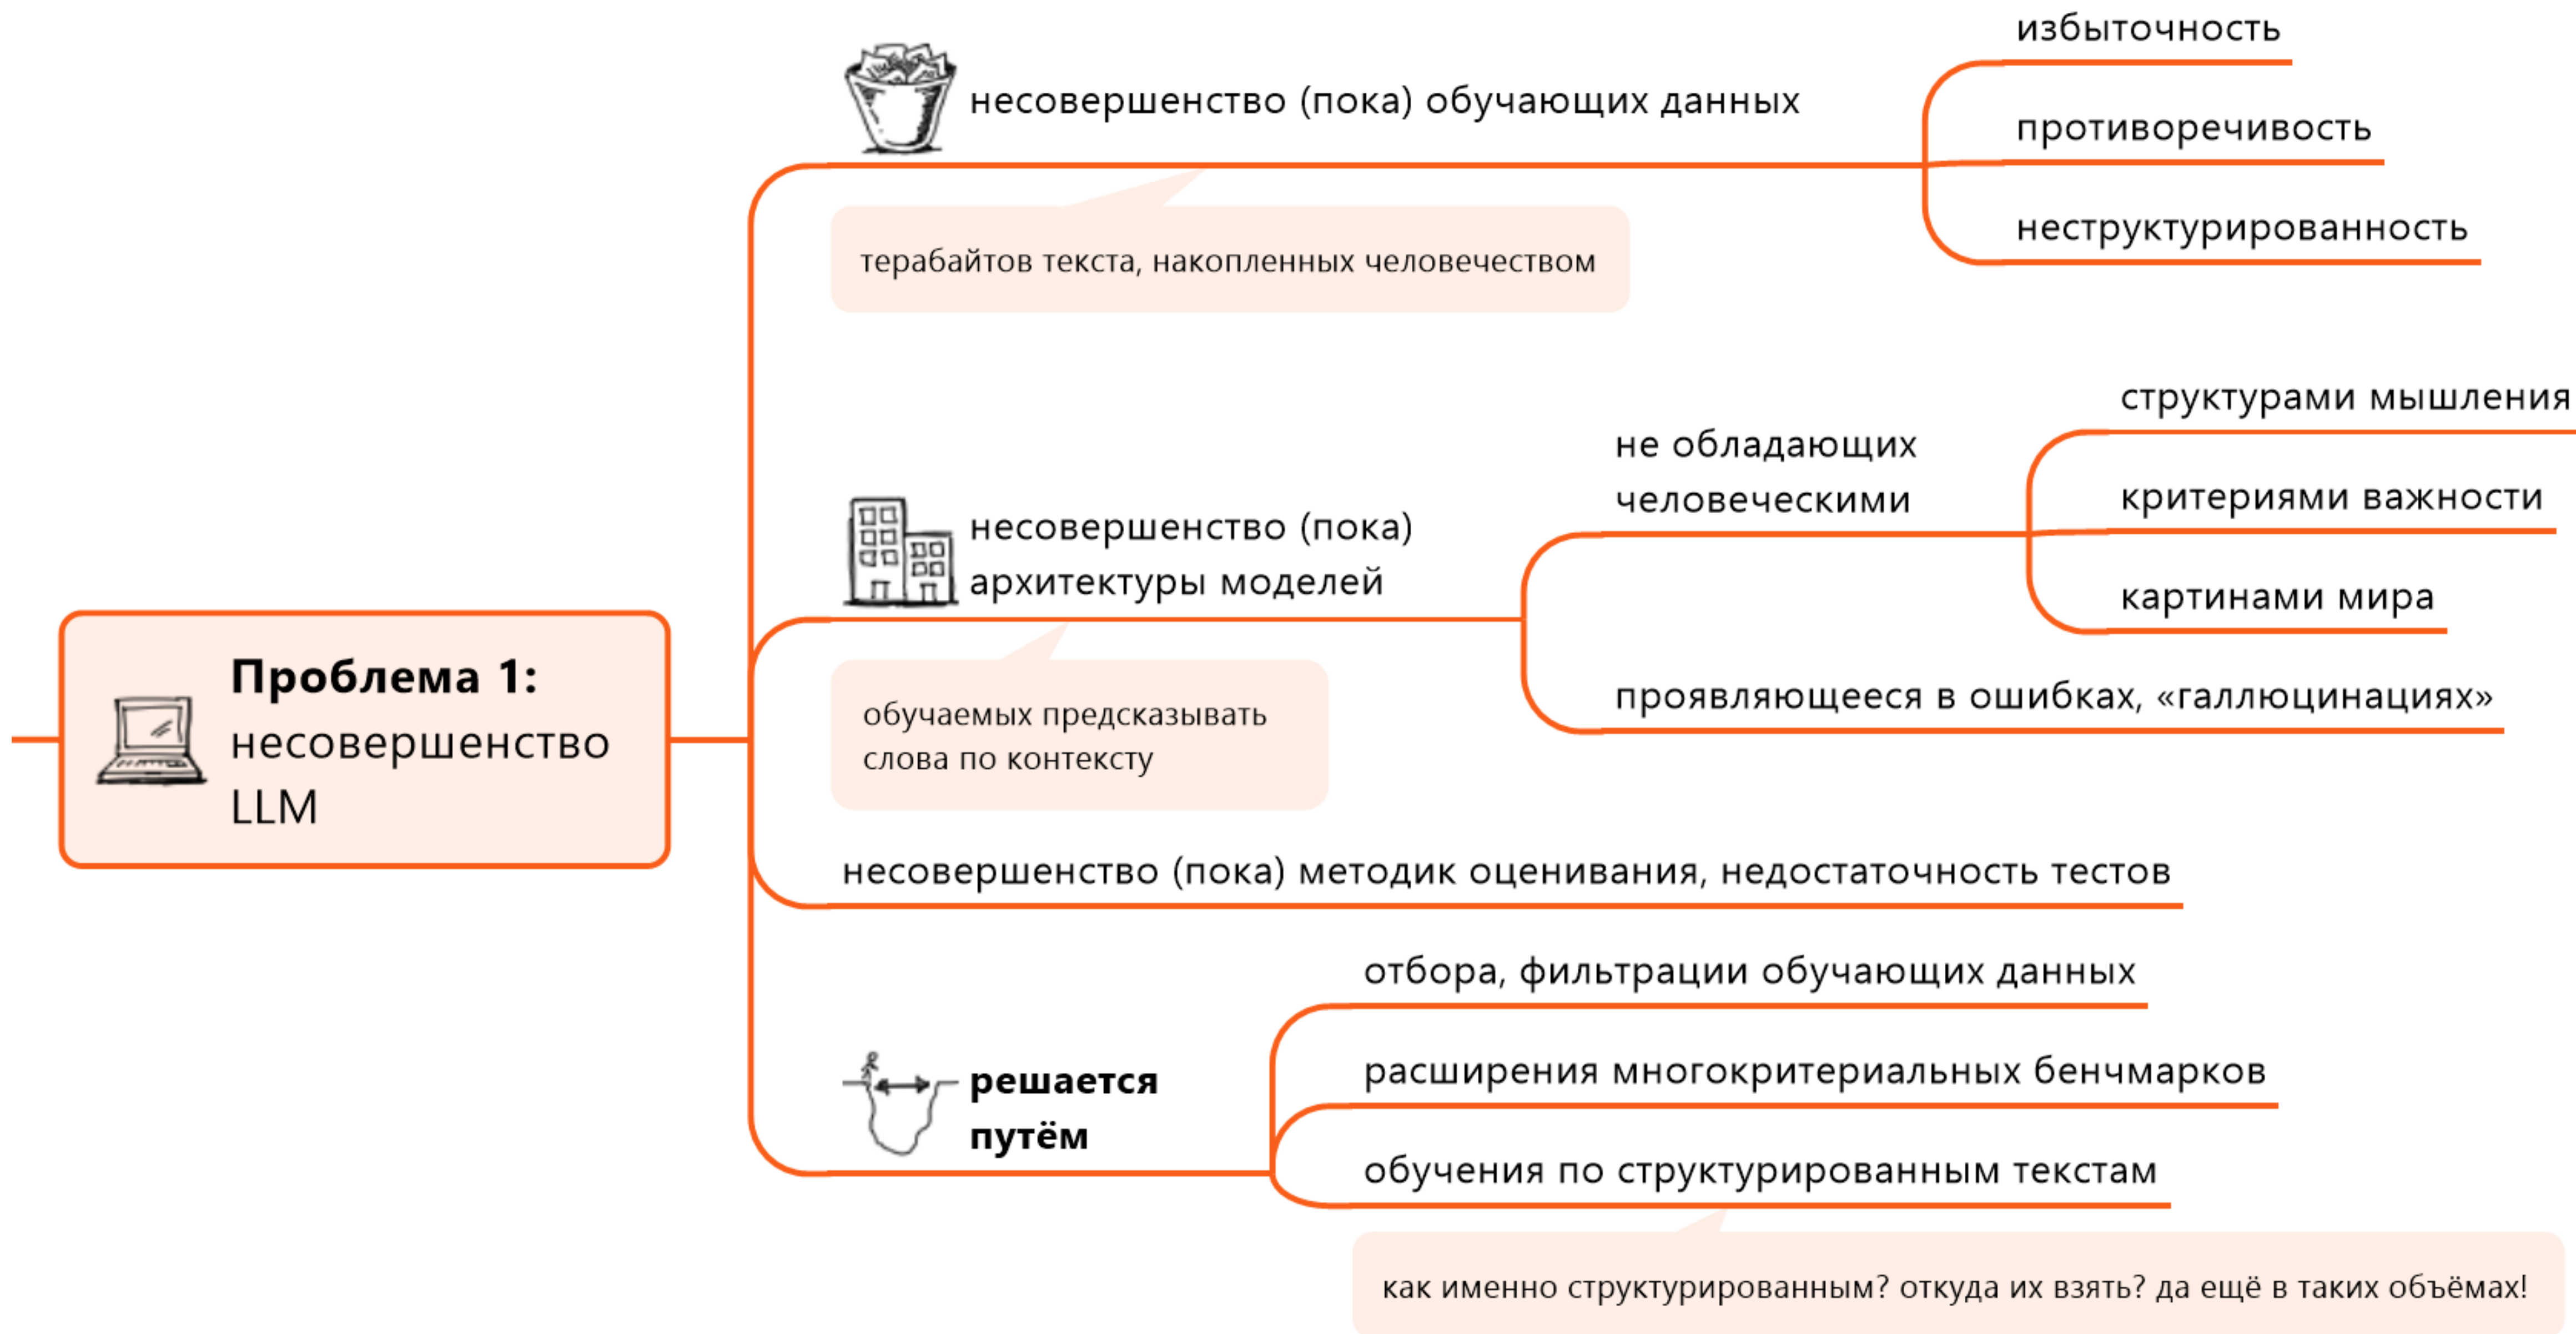 Проблема 1:
несовершенство
LLM
несовершенство (пока) обучающих данных
терабайтов текста, накопленных человечеством
избыточность
противоречивость
неструктурированность
несовершенство (пока)
архитектуры моделей
обучаемых предсказывать
слова по контексту
не обладающих
человеческими
структурами мышления
критериями важности
картинами мира
проявляющееся в ошибках, «галлюцинациях»
несовершенство (пока) методик оценивания, недостаточность тестов
решается
путём
отбора, фильтрации обучающих данных
расширения многокритериальных бенчмарков
обучения по структурированным текстам
как именно структурированным? откуда их взять? да ещё в таких объёмах!